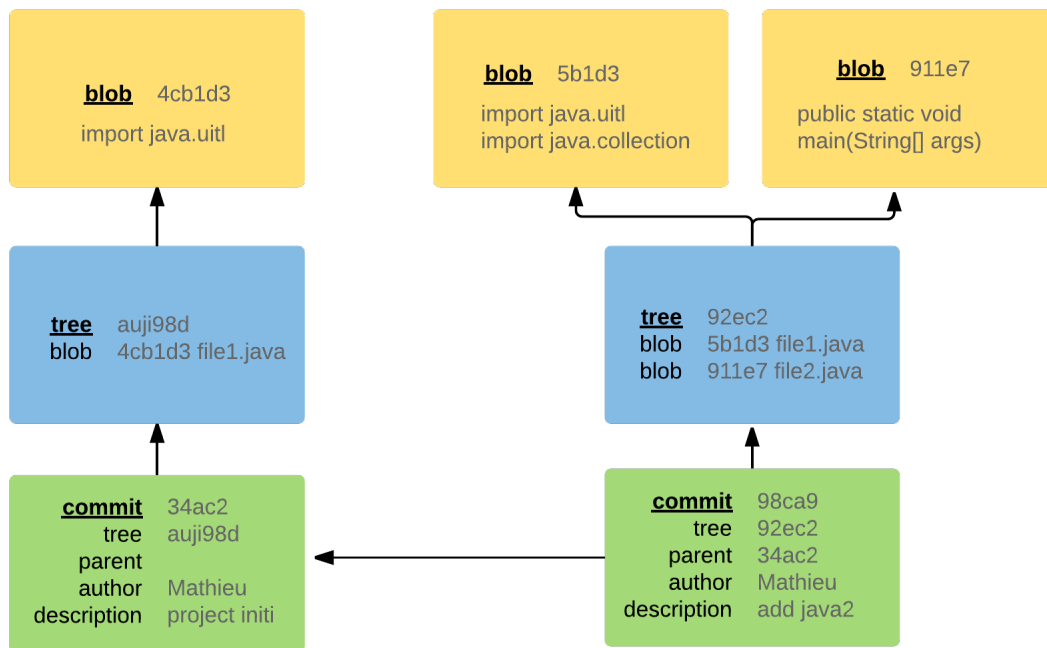 blob 4cb1d3
import java.uitl
blob 5b1d3
import java.uitl
import java.collection
blob 911e7
public static void
main(String[] args)
tree auji98d
blob 4cb1d3 file1.java
tree 92ec2
blob 5b1d3 file1.java
blob 911e7 file2.java
commit 34ac2
tree auji98d
parent
author Mathieu
description project initi
commit 98ca9
tree 92ec2
parent 34ac2
author Mathieu
description add java2